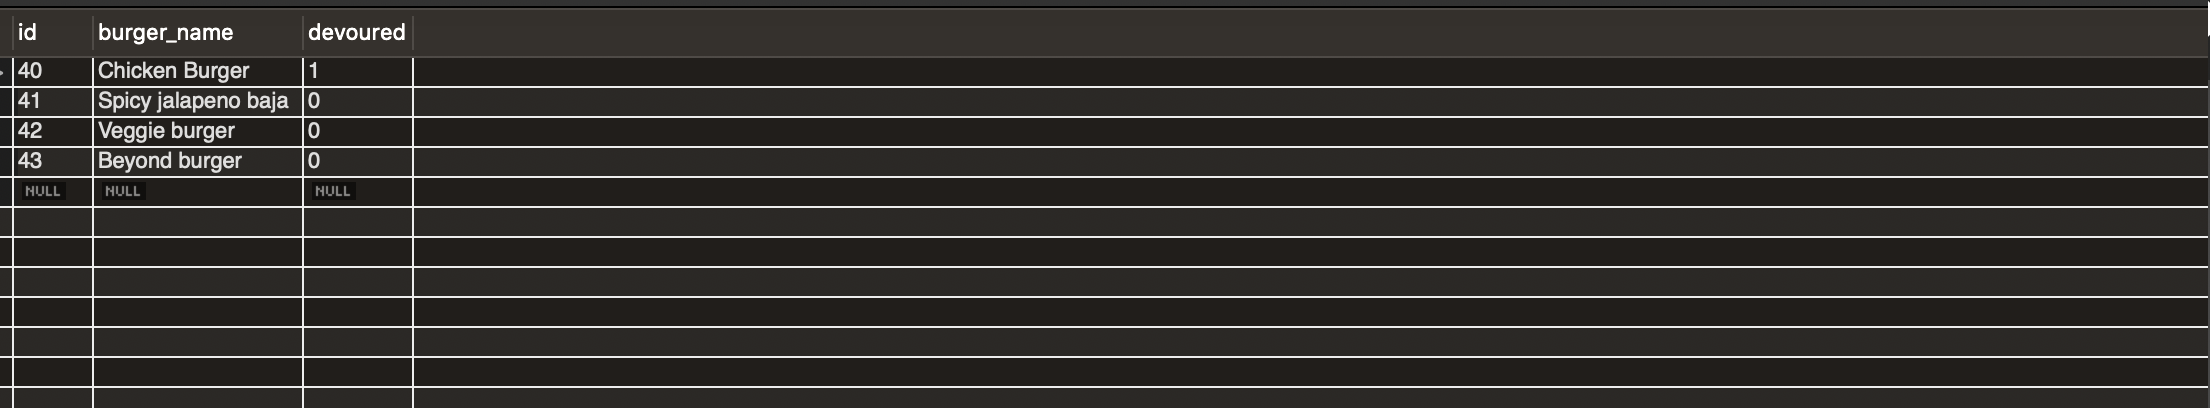 id burger_name devoured
40 Chicken Burger 1
41 Spicy jalapeno baja 0
42 Veggie burger 0
43 Beyond burger 0
NULL NULL NULL